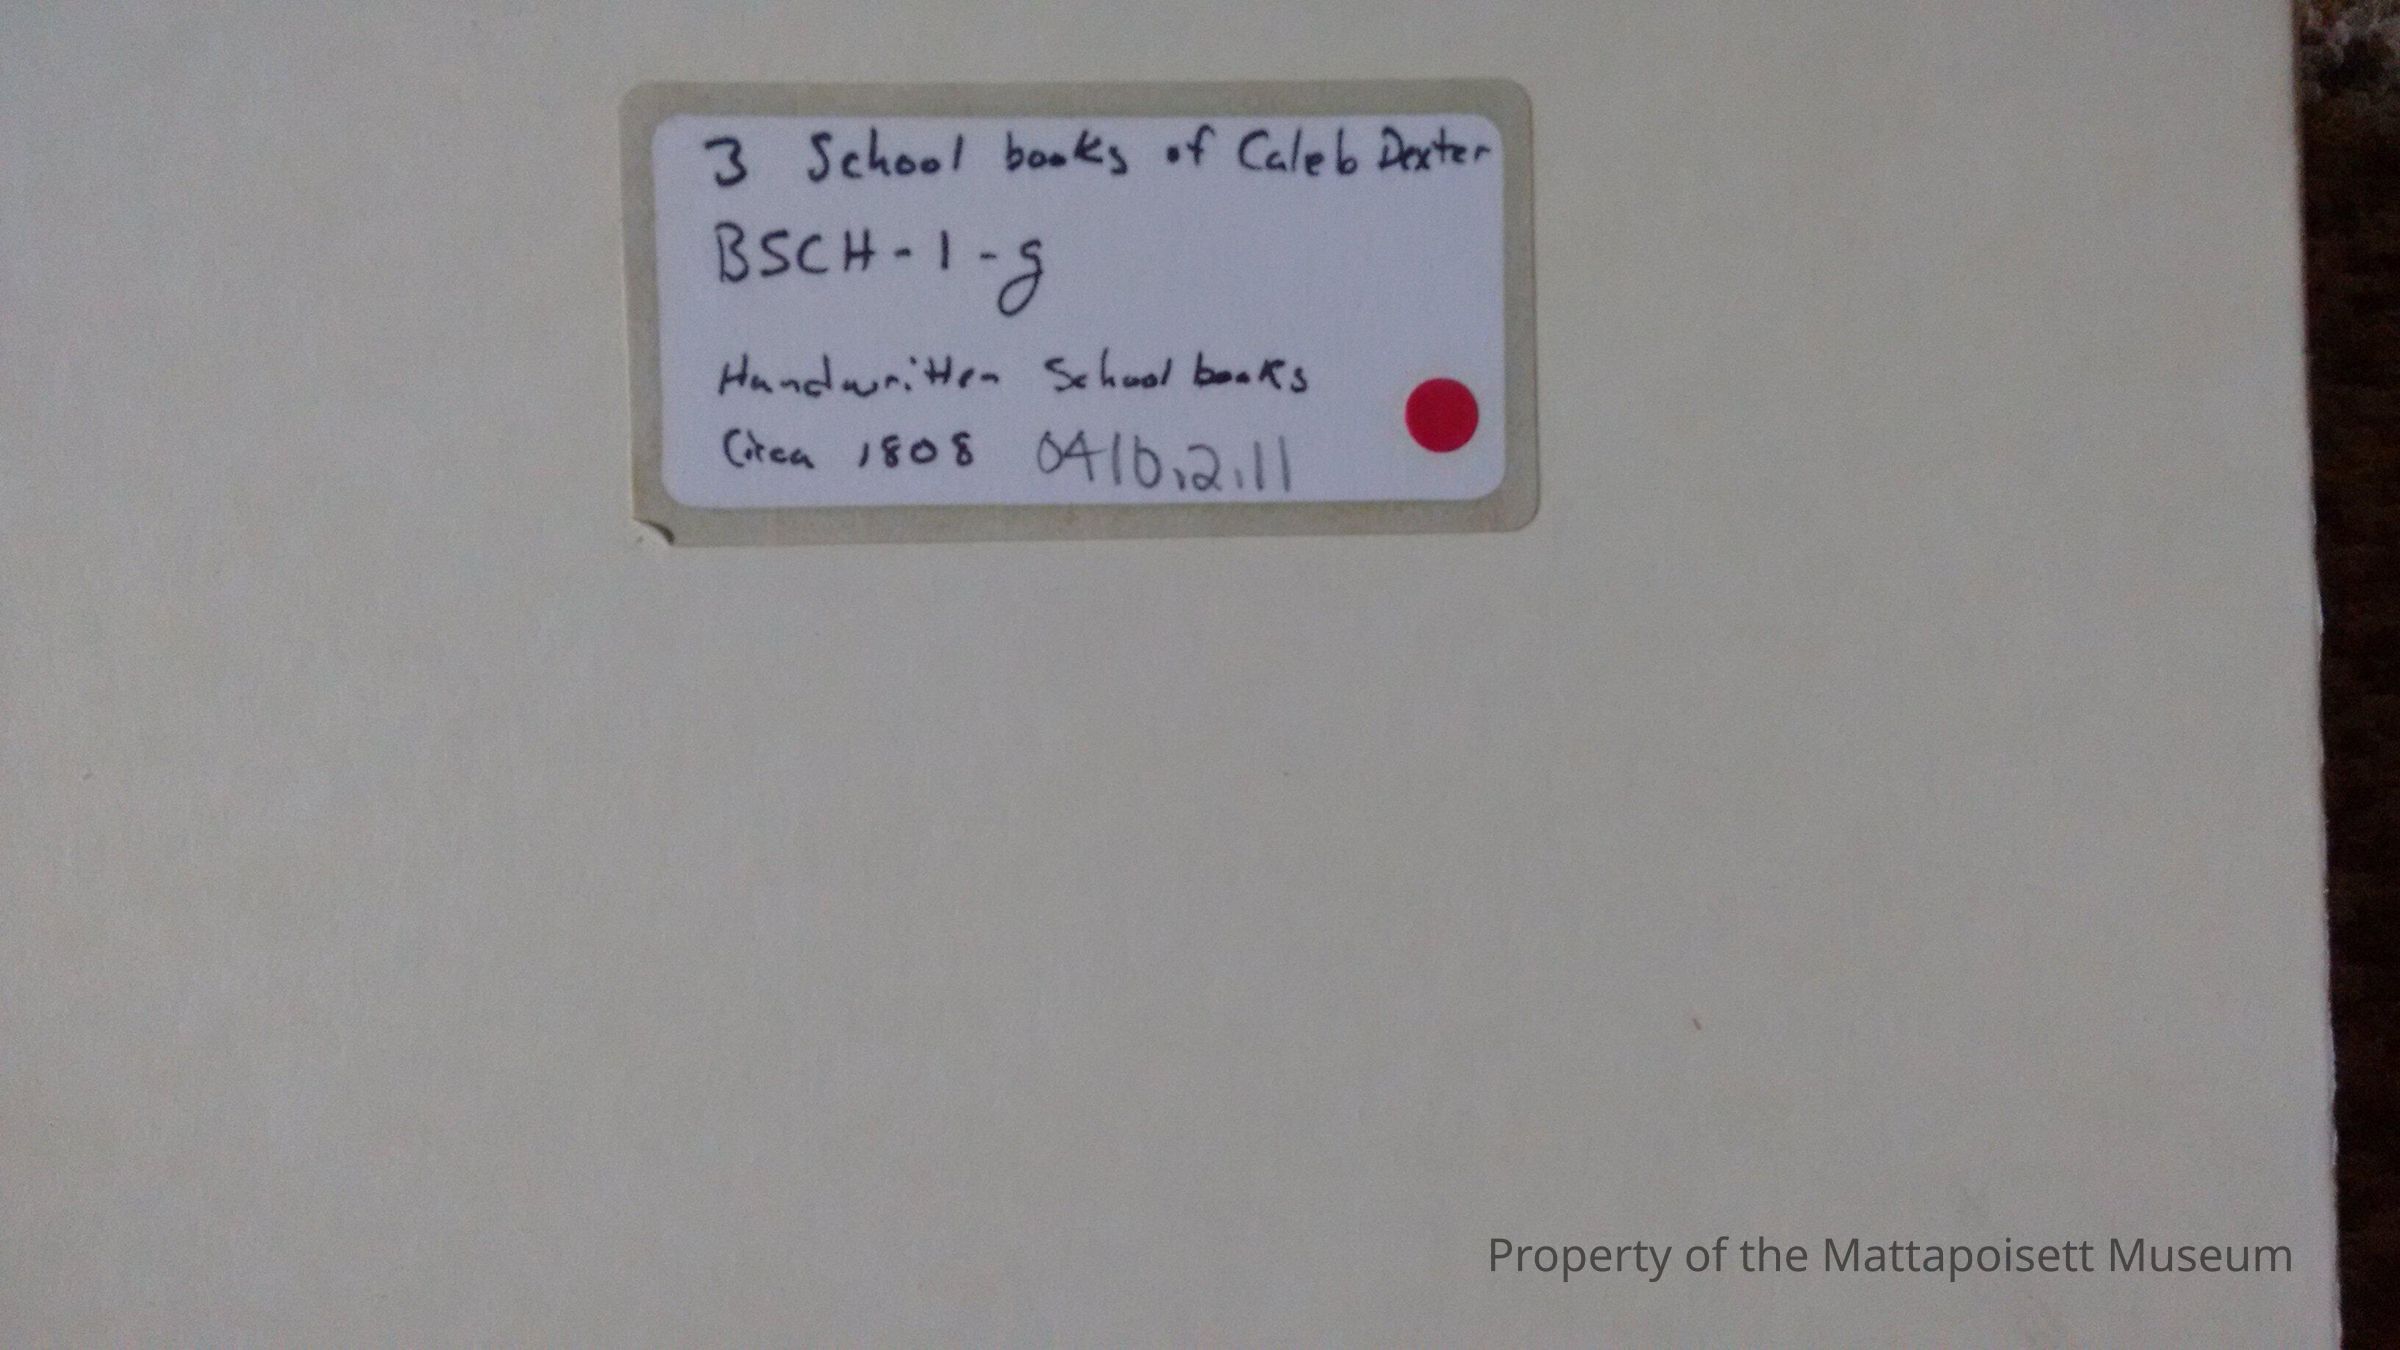 3 School books of Caleb Dexter
BSCH-1-g
Handwritten School books
Circa 1808 0410.2.11
Property of the Mattapoisett Museum